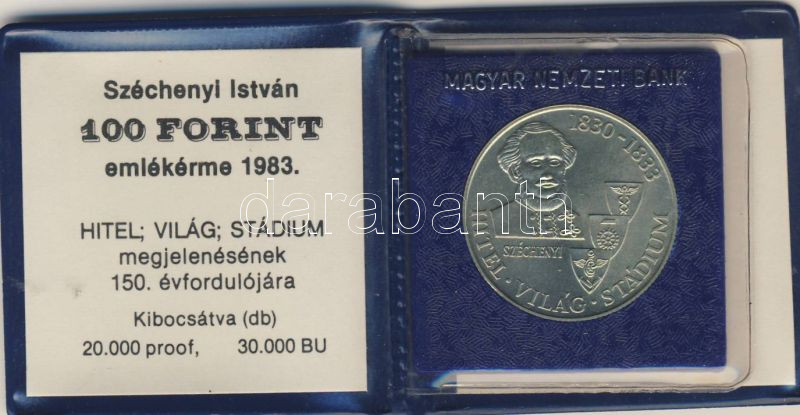 Széchenyi István
100 FORINT
emlékérme 1983.
HITEL; VILÁG; STÁDIUM
megjelenésének
150. évfordulójára
Kibocsátva (db)
20.000 proof, 30.000 BU
MAGYAR NEMZETI BANK
1830-1833
SZÉCHENYI
HITEL · VILÁG · STÁDIUM
darabanth